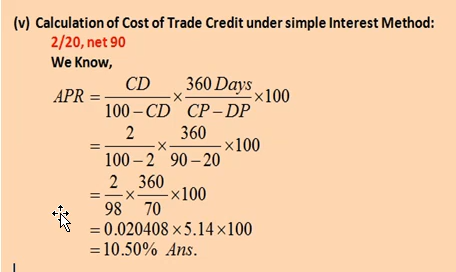 (v) Calculation of Cost of Trade Credit under simple Interest Method:
2/20, net 90
We Know,
APR = CD / 100 – CD × 360 Days / CP – DP ×100
= 2 / 100 – 2 × 360 / 90 – 20 ×100
= 2 / 98 × 360 / 70 ×100
= 0.020408 × 5.14 ×100
= 10.50% Ans.